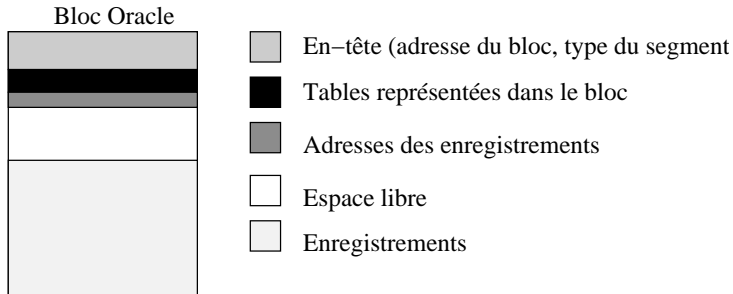 Bloc Oracle
En−tête (adresse du bloc, type du segment
Tables représentées dans le bloc
Adresses des enregistrements
Espace libre
Enregistrements